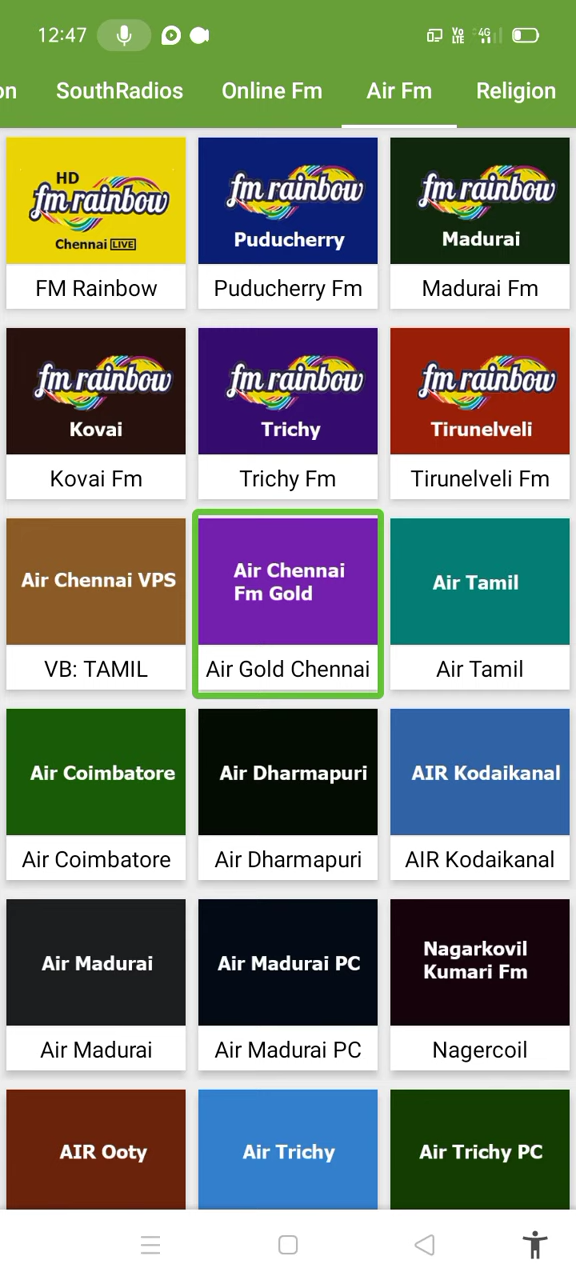 12:47
Vo LTE 4G
on SouthRadios Online Fm Air Fm Religion
HD
fm rainbow
Chennai LIVE
FM Rainbow
fm rainbow
Puducherry
Puducherry Fm
fm rainbow
Madurai
Madurai Fm
fm rainbow
Kovai
Kovai Fm
fm rainbow
Trichy
Trichy Fm
fm rainbow
Tirunelveli
Tirunelveli Fm
Air Chennai VPS
VB: TAMIL
Air Chennai
Fm Gold
Air Gold Chennai
Air Tamil
Air Tamil
Air Coimbatore
Air Coimbatore
Air Dharmapuri
Air Dharmapuri
AIR Kodaikanal
AIR Kodaikanal
Air Madurai
Air Madurai
Air Madurai PC
Air Madurai PC
Nagarkovil
Kumari Fm
Nagercoil
AIR Ooty
Air Trichy
Air Trichy PC